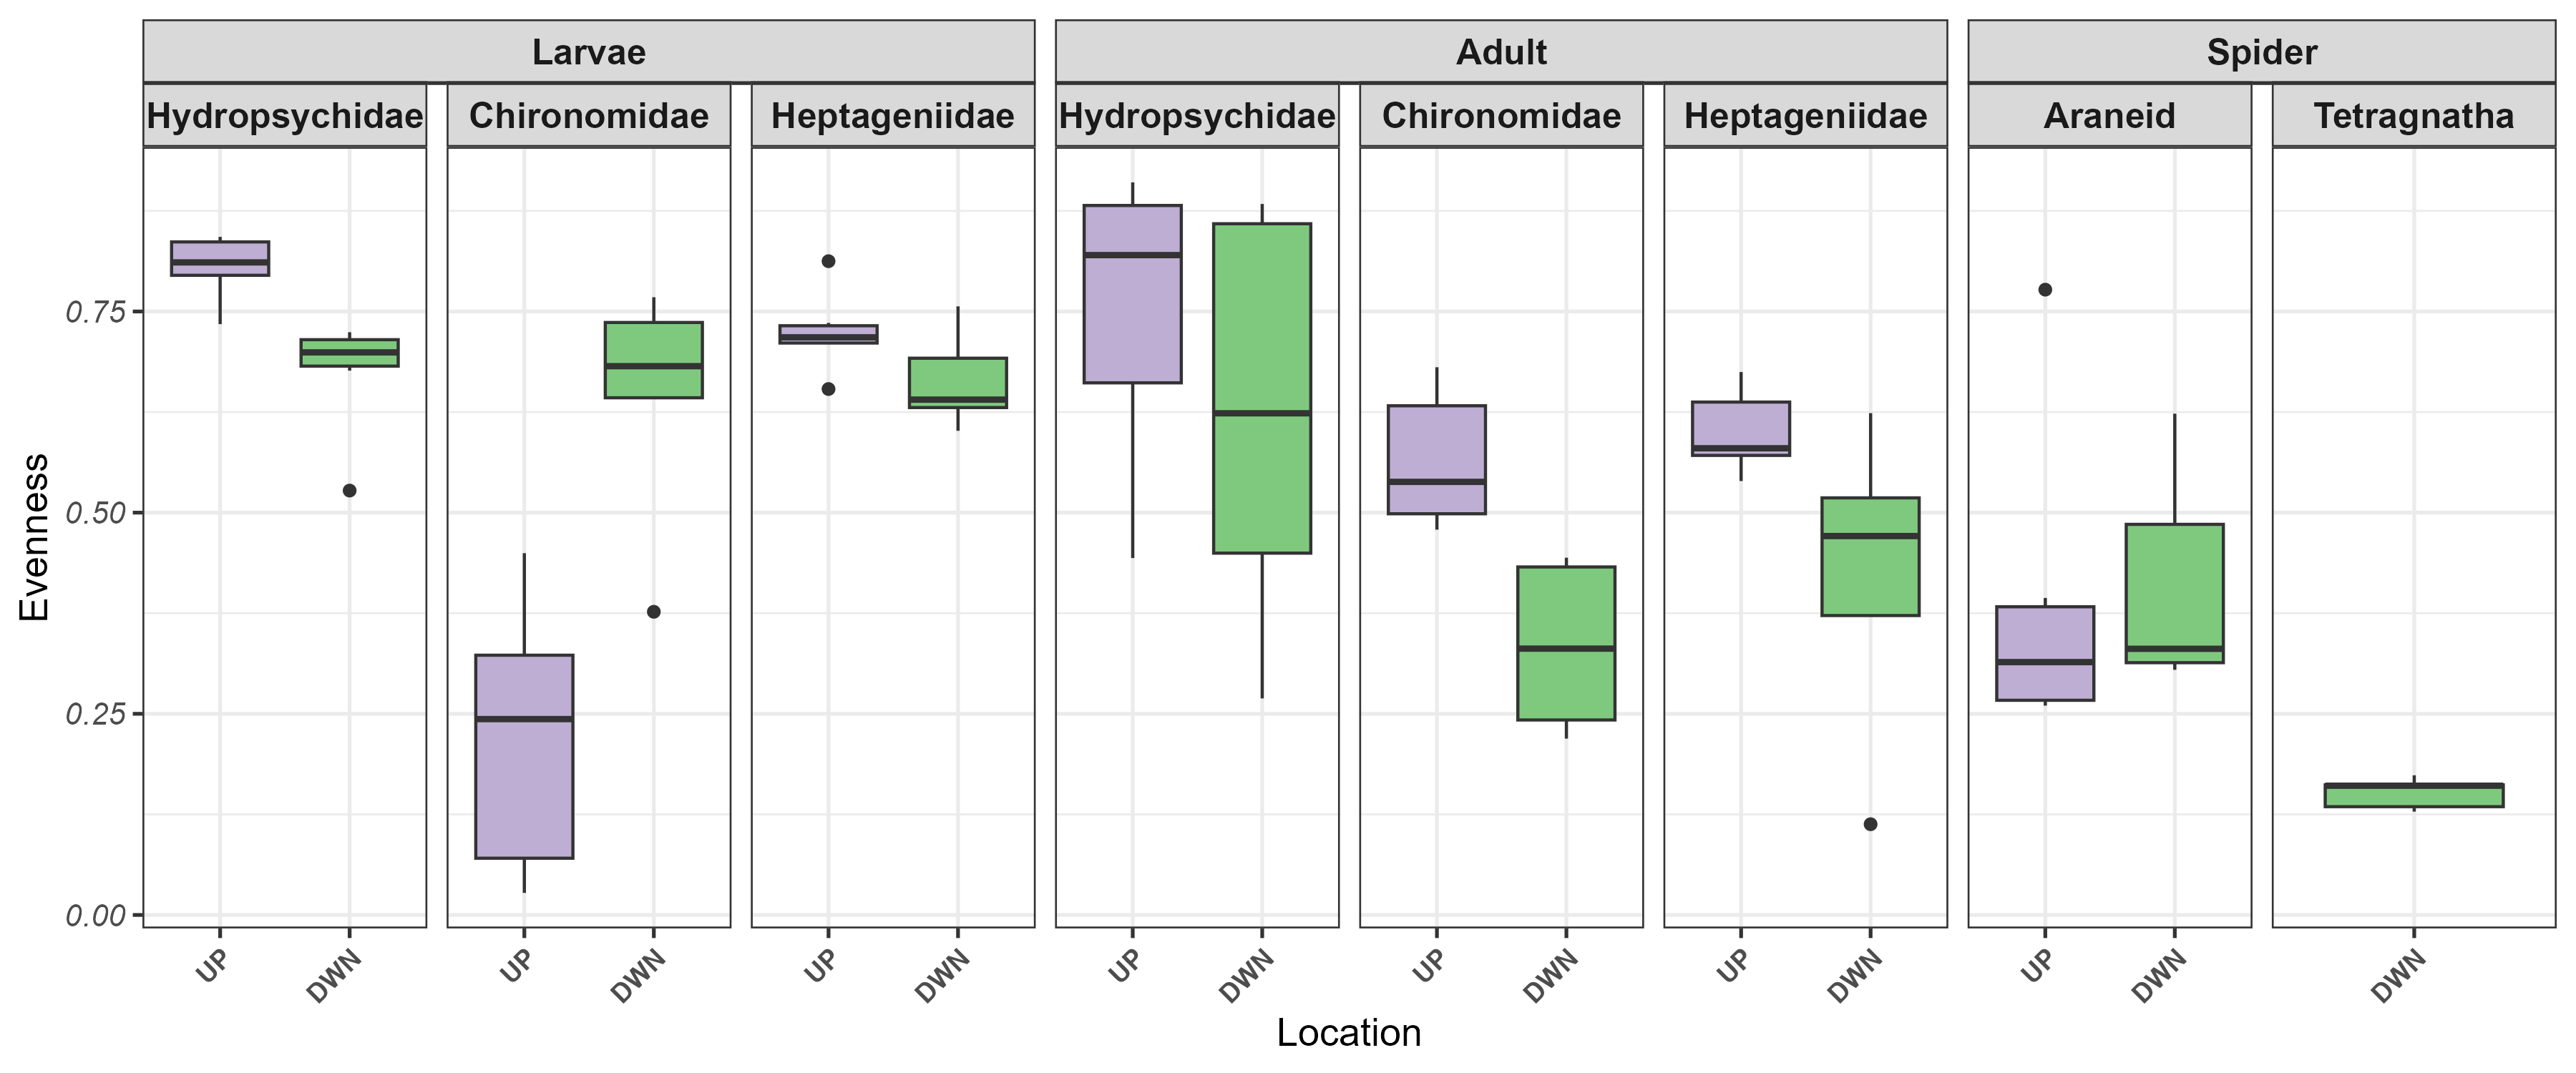 Larvae Adult Spider
Hydropsychidae Chironomidae Heptageniidae Hydropsychidae Chironomidae Heptageniidae Araneid Tetragnatha
0.75
0.50
0.25
0.00
Evenness
UP DWN UP DWN UP DWN UP DWN UP DWN UP DWN UP DWN DWN
Location